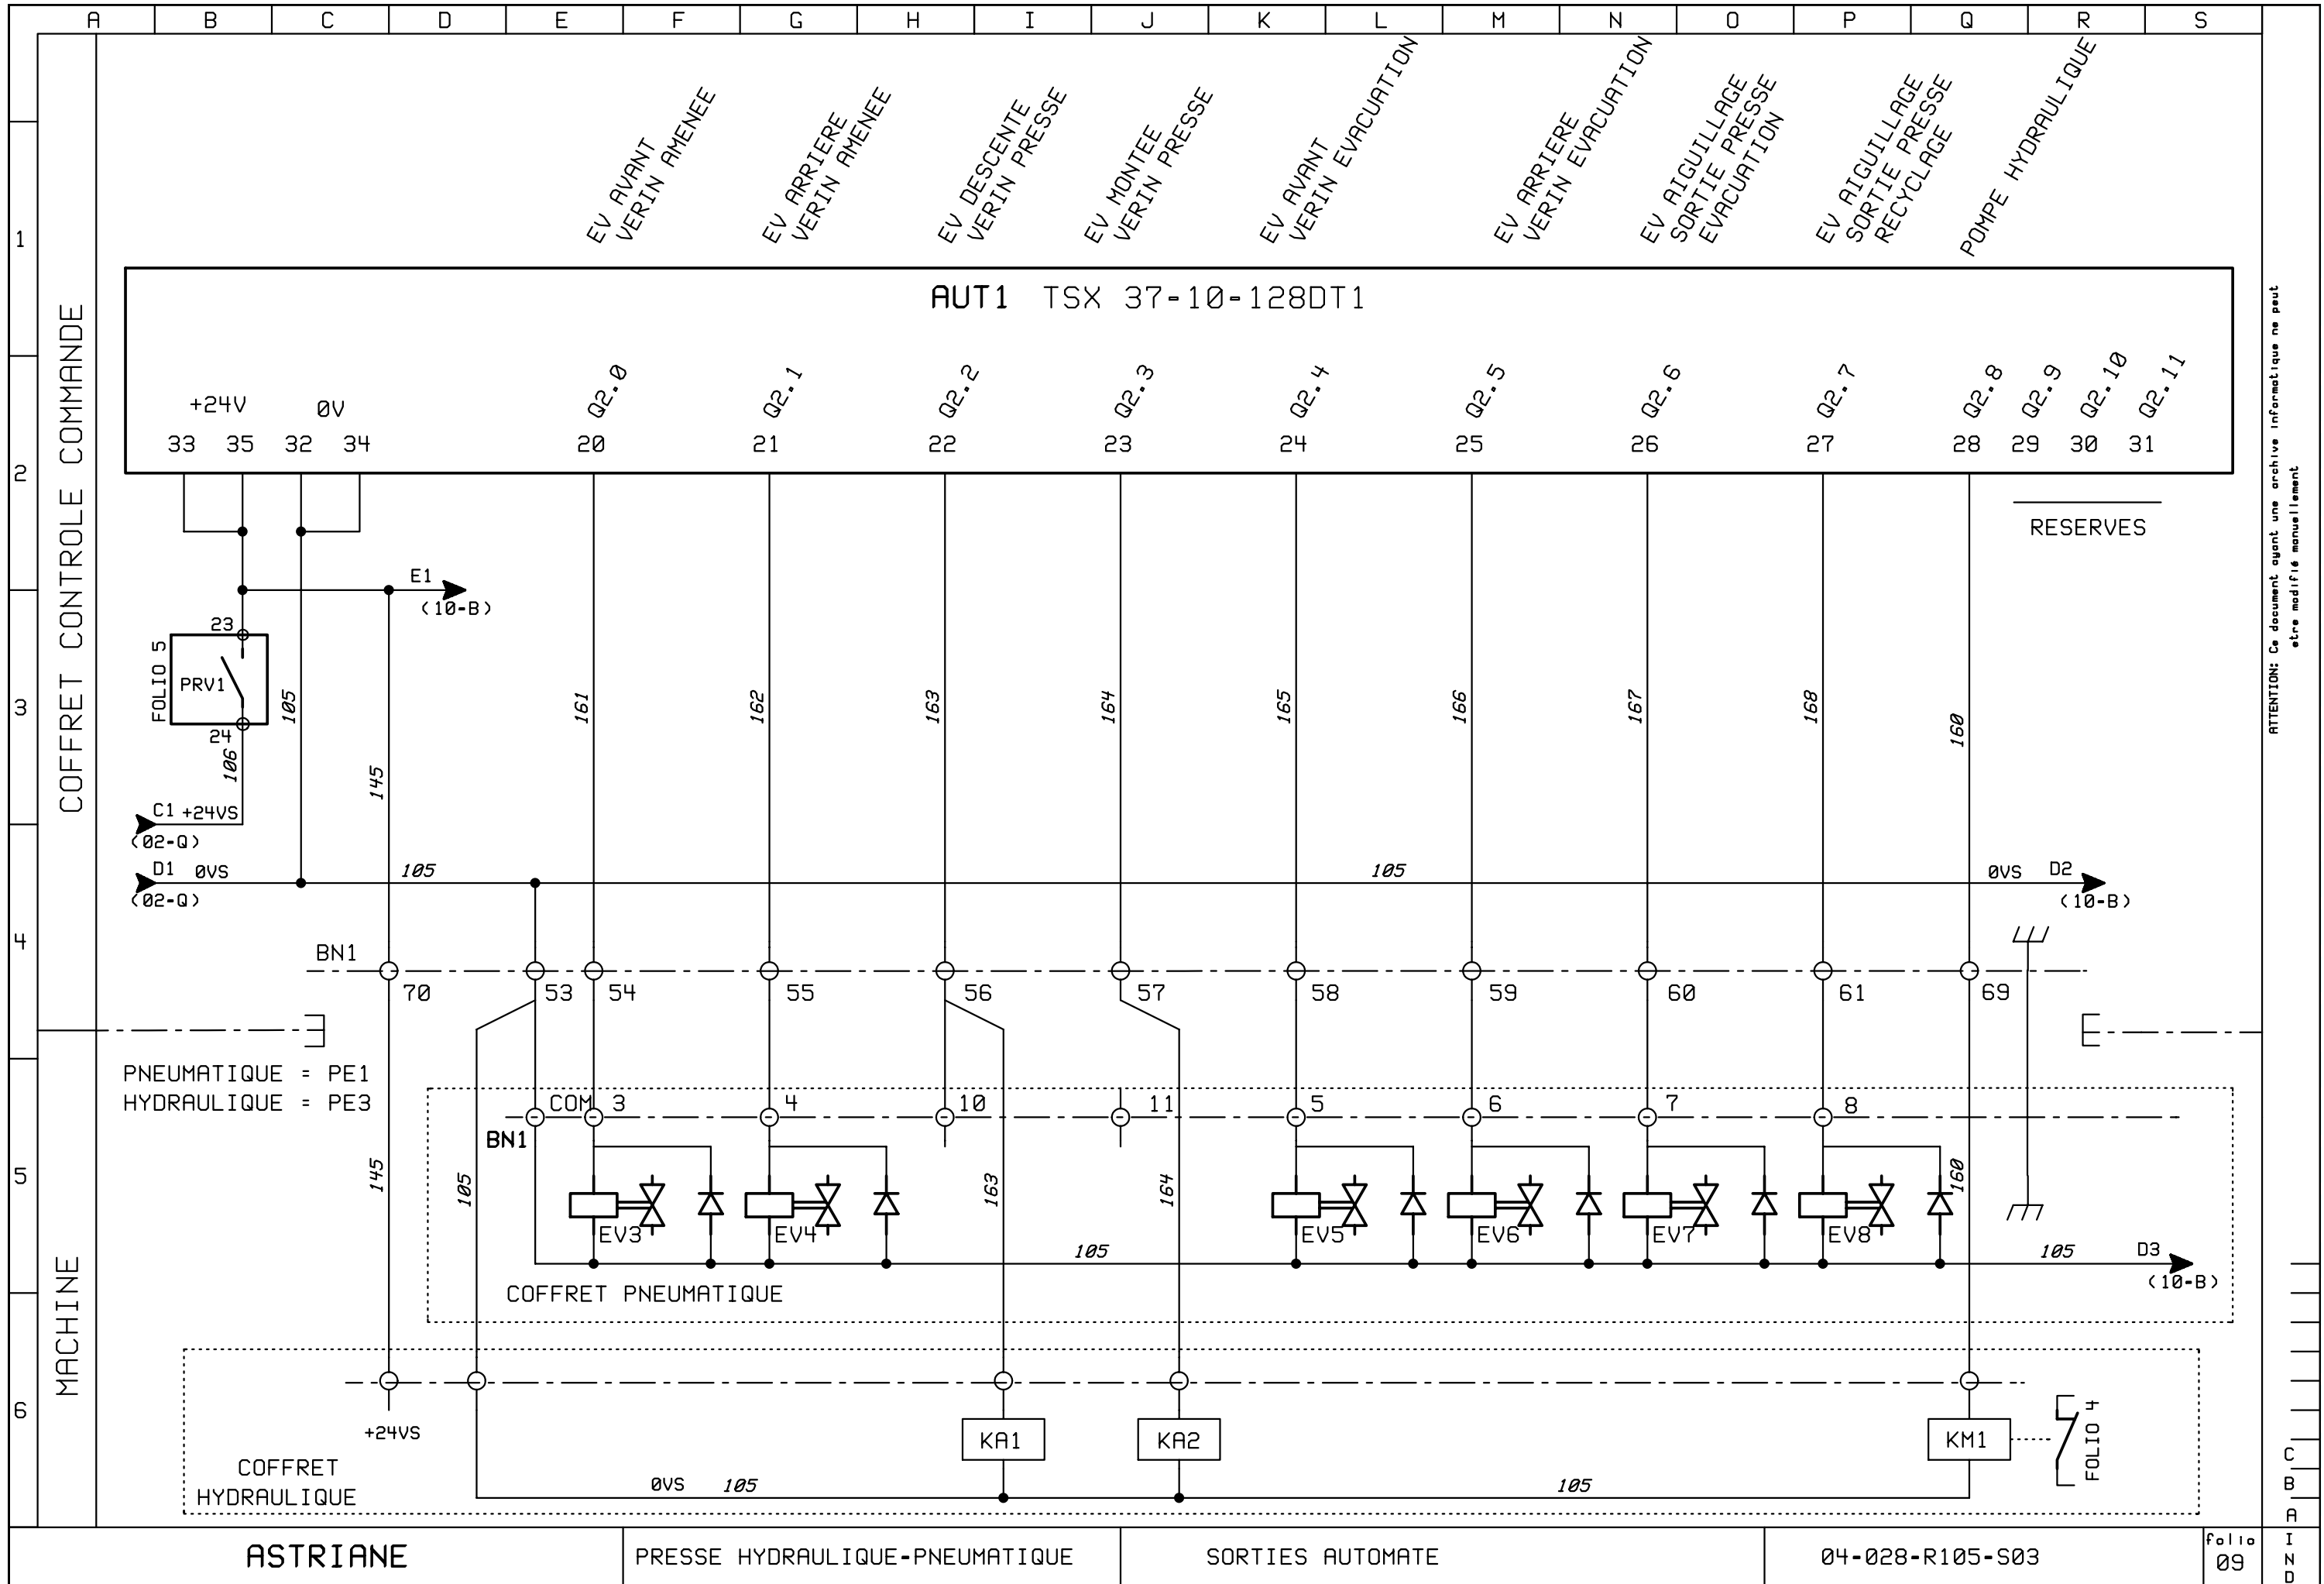 A B C D E F G H I J K L M N O P Q R S
EV AVANT
VERIN AMENEE
EV ARRIERE
VERIN AMENEE
EV DESCENTE
VERIN PRESSE
EV MONTEE
VERIN PRESSE
EV AVANT
VERIN EVACUATION
EV ARRIERE
VERIN EVACUATION
EV AIGUILLAGE
SORTIE PRESSE
EVACUATION
EV AIGUILLAGE
SORTIE PRESSE
RECYCLAGE
POMPE HYDRAULIQUE
1
2
3
4
5
6
COFFRET CONTROLE COMMANDE
MACHINE
AUT1 TSX 37-10-128DT1
+24V 0V
Q2.0 Q2.1 Q2.2 Q2.3 Q2.4 Q2.5 Q2.6 Q2.7 Q2.8 Q2.9 Q2.10 Q2.11
33 35 32 34 20 21 22 23 24 25 26 27 28 29 30 31
RESERVES
E1
(10-B)
23
FOLIO 5
PRV1
24
106
105
145
161 162 163 164 165 166 167 168 160
C1 +24VS
(02-Q)
D1 0VS 105 105 0VS D2
(02-Q) (10-B)
BN1
70 53 54 55 56 57 58 59 60 61 69
PNEUMATIQUE = PE1
HYDRAULIQUE = PE3
COM 3 4 10 11 5 6 7 8
BN1
145 105 163 164 160
EV3 EV4 EV5 EV6 EV7 EV8
105 105 D3
(10-B)
COFFRET PNEUMATIQUE
+24VS
KA1 KA2 KM1
FOLIO 4
COFFRET
HYDRAULIQUE
0VS 105 105
ATTENTION: Ce document ayant une archive informatique ne peut
etre modifié manuellement
C
B
A
I
N
D
ASTRIANE PRESSE HYDRAULIQUE-PNEUMATIQUE SORTIES AUTOMATE 04-028-R105-S03
folio
09